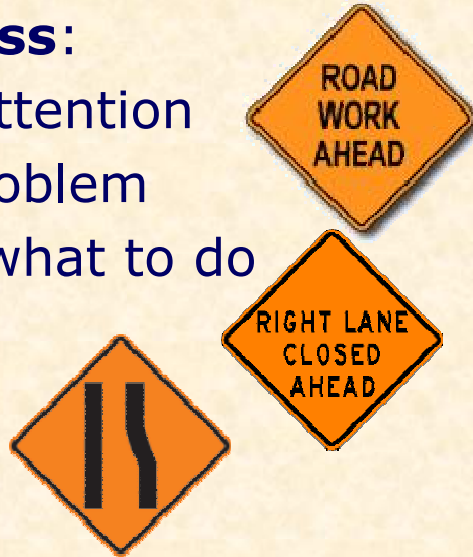 ss:
ttention
oblem
what to do
ROAD
WORK
AHEAD
RIGHT LANE
CLOSED
AHEAD